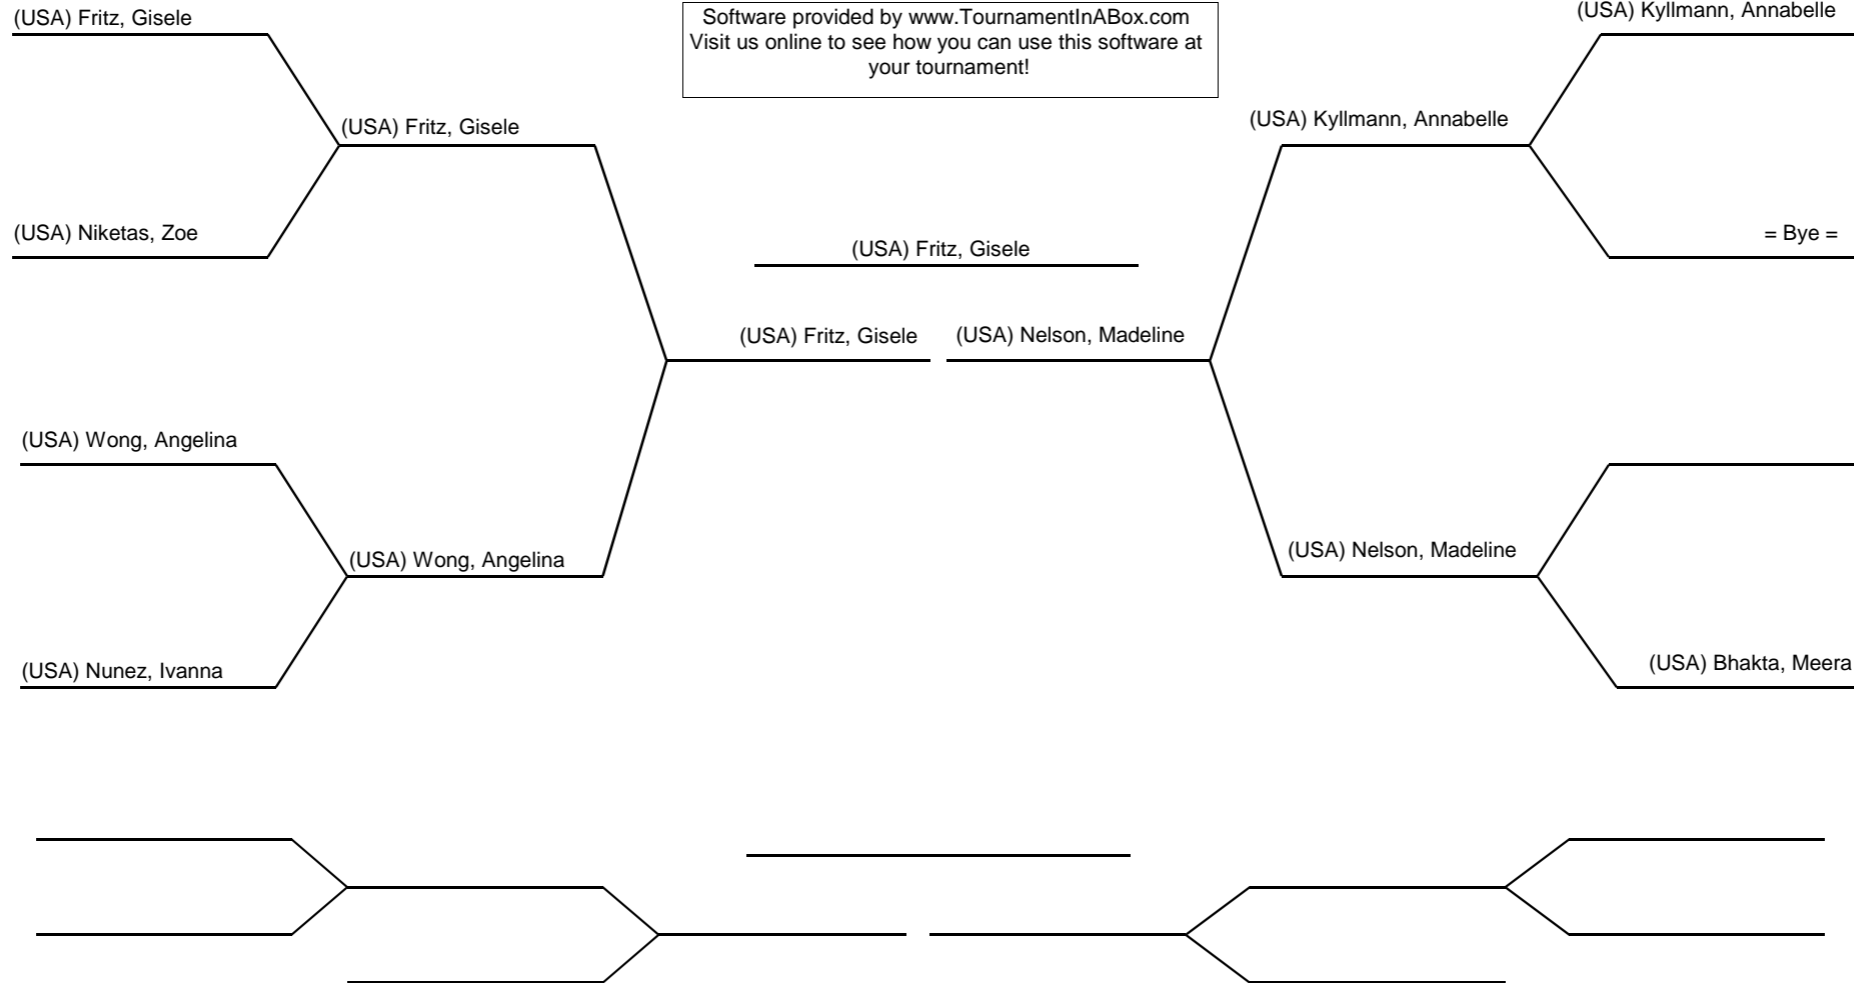 (USA) Fritz, Gisele
Software provided by www.TournamentInABox.com
Visit us online to see how you can use this software at
your tournament!
(USA) Kyllmann, Annabelle
(USA) Fritz, Gisele
(USA) Kyllmann, Annabelle
(USA) Niketas, Zoe
(USA) Fritz, Gisele
= Bye =
(USA) Fritz, Gisele
(USA) Nelson, Madeline
(USA) Wong, Angelina
(USA) Wong, Angelina
(USA) Nelson, Madeline
(USA) Nunez, Ivanna
(USA) Bhakta, Meera